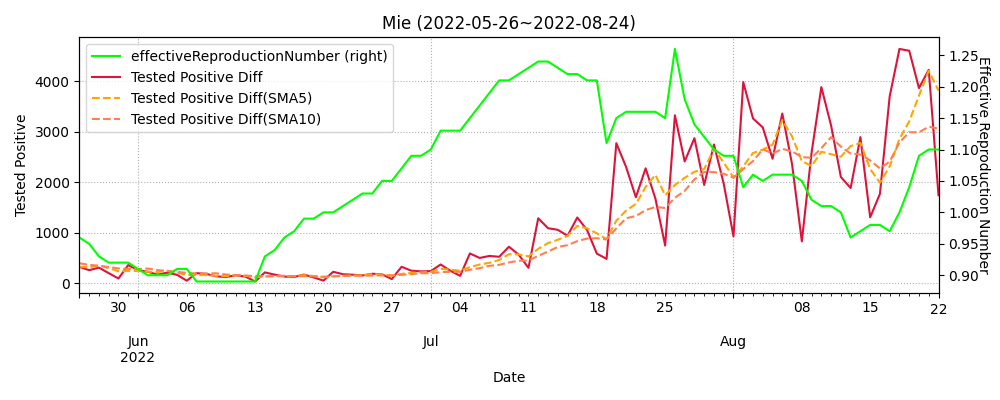 Mie (2022-05-26~2022-08-24)
effectiveReproductionNumber (right)
Tested Positive Diff
Tested Positive Diff(SMA5)
Tested Positive Diff(SMA10)
Tested Positive
4000
3000
2000
1000
0
1.25
1.20
1.15
1.10
1.05
1.00
0.95
0.90
Effective Reproduction Number
30 06 13 20 27 04 11 18 25 08 15 22
Jun Jul Aug
2022
Date